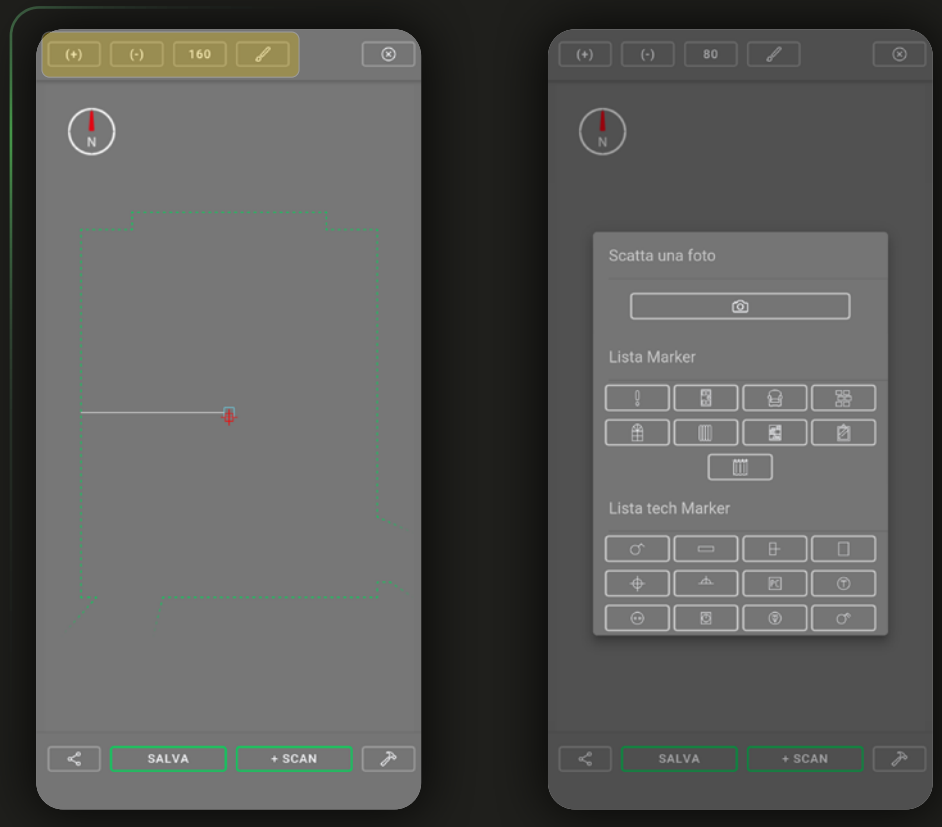 (+) (-) 160
N
SALVA + SCAN
(+) (-) 80
N
Scatta una foto
Lista Marker
Lista tech Marker
SALVA + SCAN